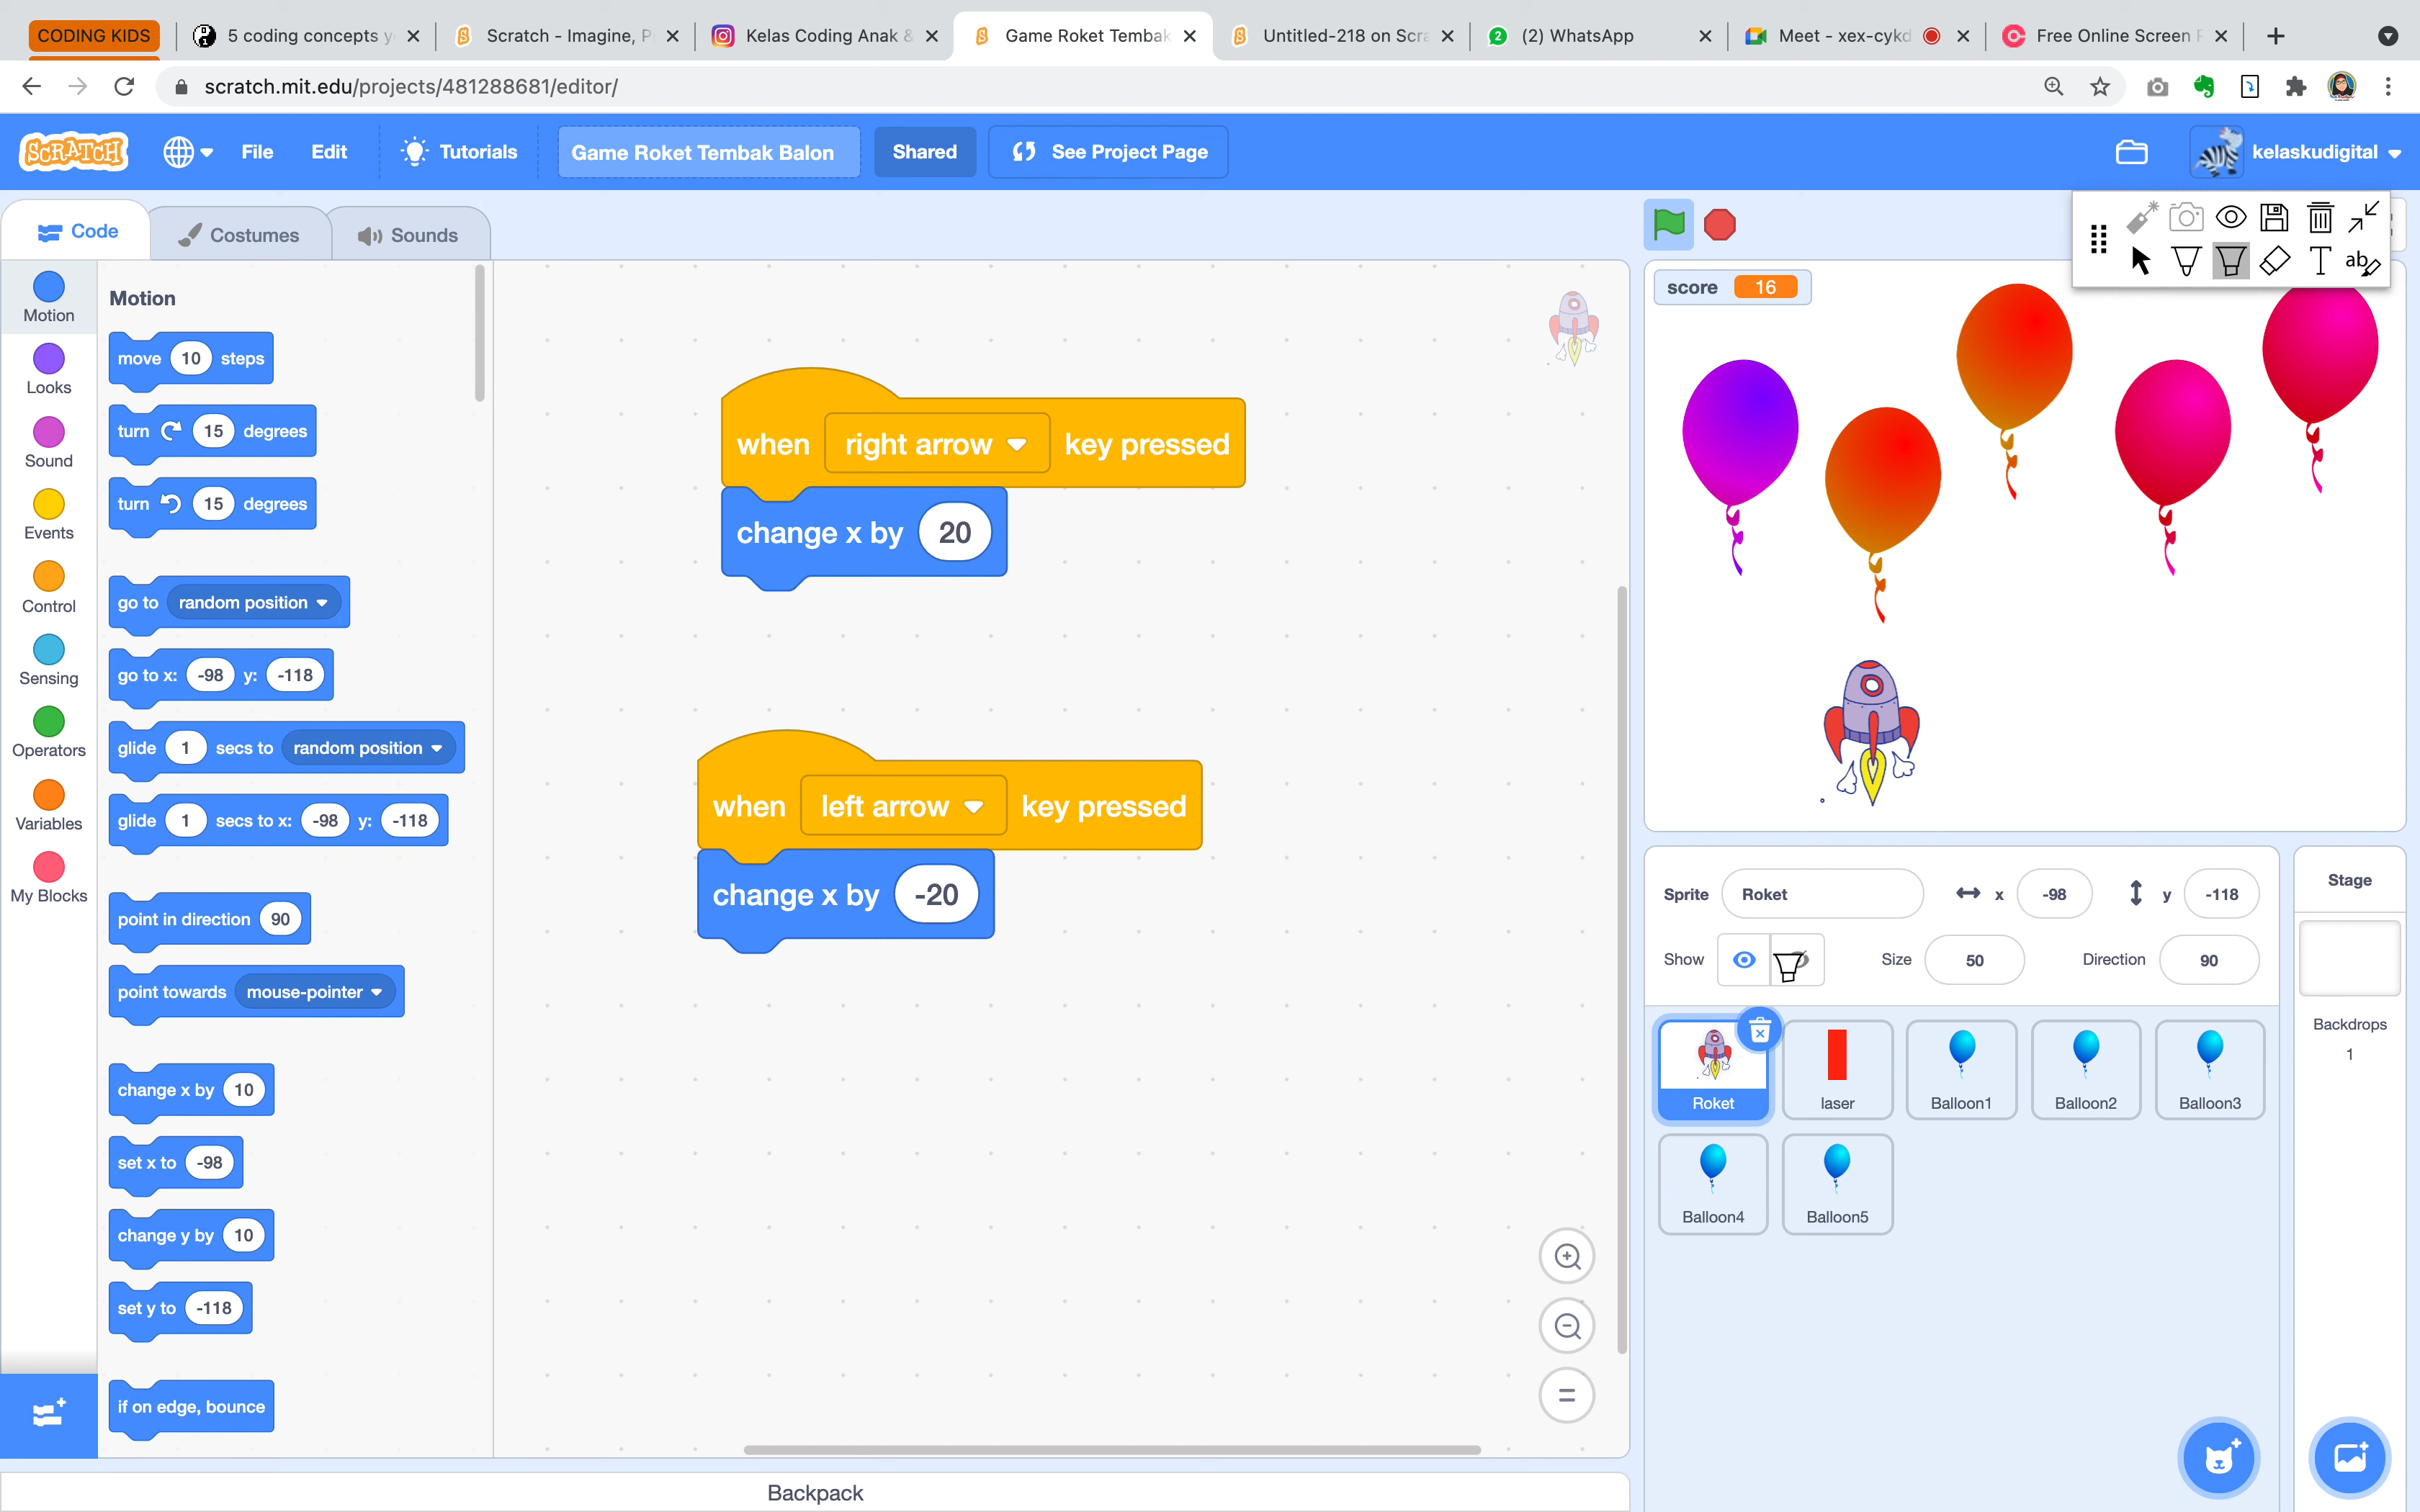 CODING KIDS
5 coding concepts y
Scratch - Imagine, P
Kelas Coding Anak &
Game Roket Tembak
Untitled-218 on Scra
2
(2) WhatsApp
Meet - xex-cykd
Free Online Screen R
scratch.mit.edu/projects/481288681/editor/
SCRATCH
File
Edit
Tutorials
Game Roket Tembak Balon
Shared
See Project Page
kelaskudigital
Code
Costumes
Sounds
T
ab
Motion
Looks
Sound
Events
Control
Sensing
Operators
Variables
My Blocks
Motion
move 10 steps
turn 15 degrees
turn 15 degrees
go to random position
go to x: -98 y: -118
glide 1 secs to random position
glide 1 secs to x: -98 y: -118
point in direction 90
point towards mouse-pointer
change x by 10
set x to -98
change y by 10
set y to -118
if on edge, bounce
when right arrow key pressed
change x by 20
when left arrow key pressed
change x by -20
score 16
Sprite Roket x -98 y -118
Show Size 50 Direction 90
Roket
laser
Balloon1
Balloon2
Balloon3
Balloon4
Balloon5
Stage
Backdrops
1
Backpack